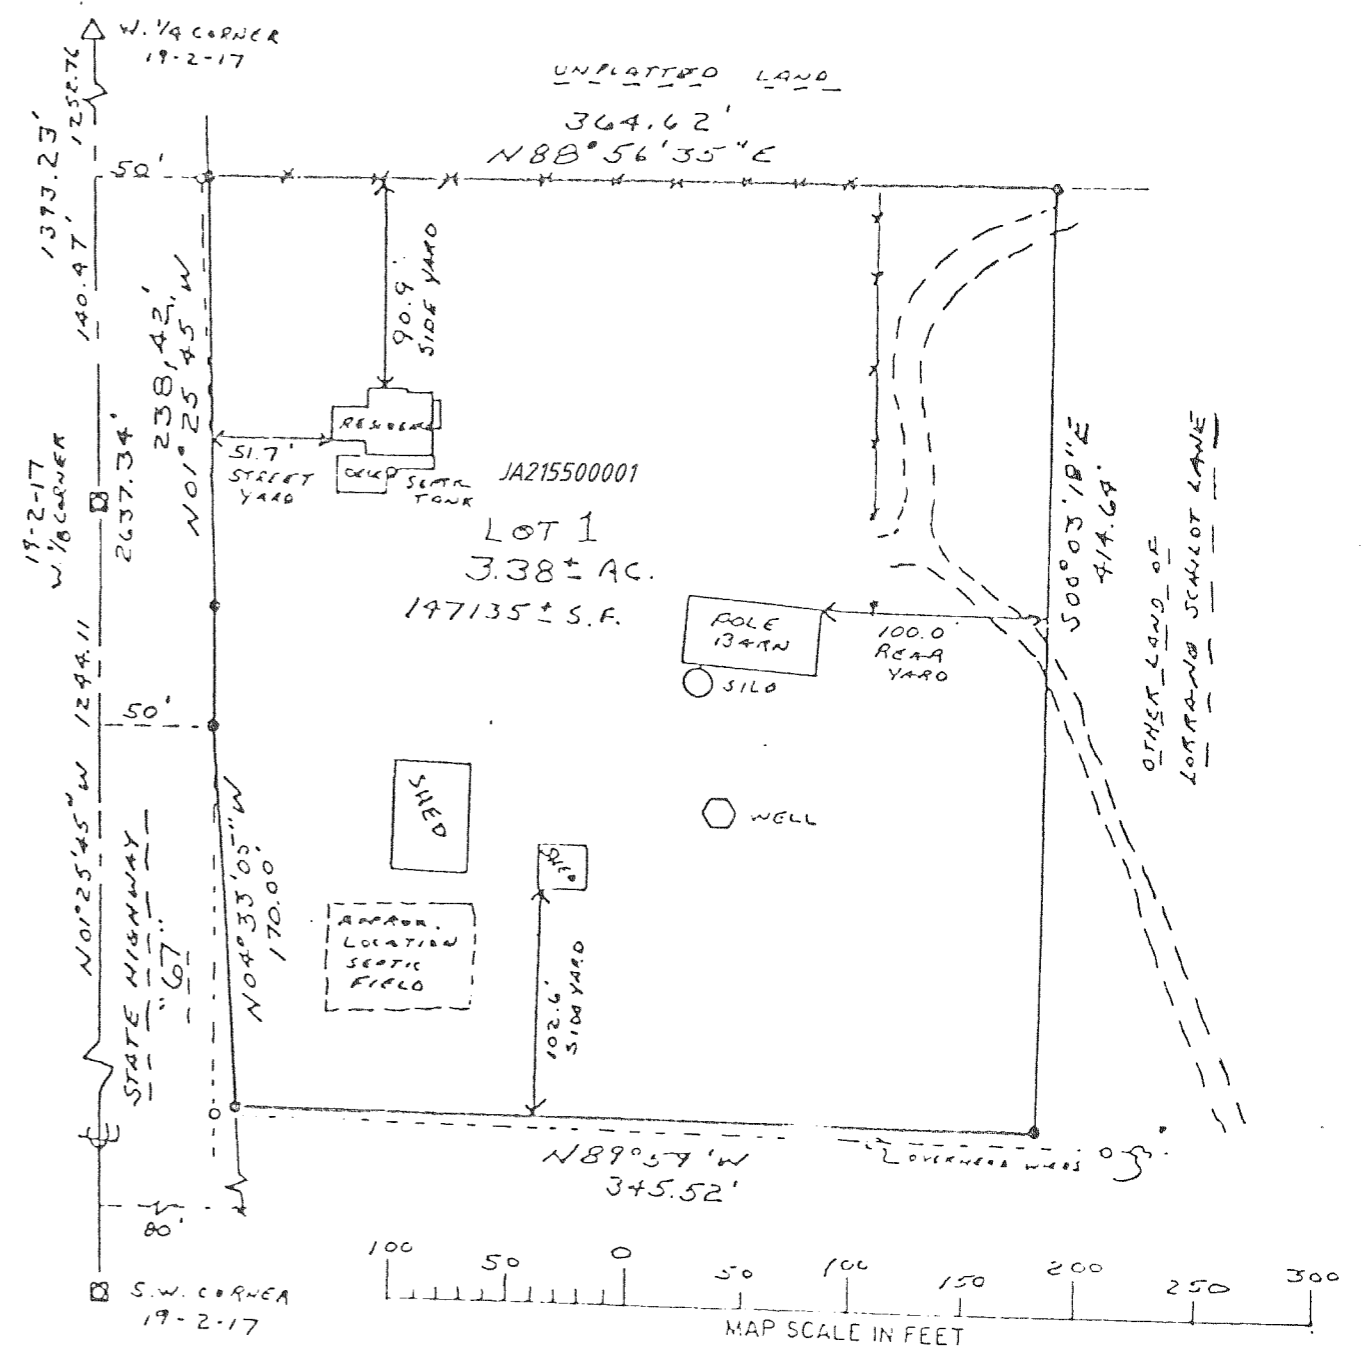 W. 1/4 CORNER
19-2-17
UNPLATTED LAND
364.62'
N88°56'35"E
1252.76
1393.23'
140.47'
50'
238.42'
N01°25'45"W
90.9'
SIDE YARD
RESIDENCE
51.7'
STREET
YARD
DECK
SEPTIC
TANK
JA215500001
LOT 1
3.38± AC.
147135± S.F.
19-2-17
W. 1/8 CORNER
2637.34'
S00°03'18"E
414.64'
OTHER LAND OF
LORRAND SCHILOT LANE
POLE
BARN
100.0'
REAR
YARD
SILO
50'
N01°25'45"W 1244.11
SHED
WELL
SHED
STATE HIGHWAY
"67"
N04°33'05"W
170.00'
APPROX.
LOCATION
SEPTIC
FIELD
102.6'
SIDE YARD
N89°59'W
345.52'
OVERHEAD WIRES
80'
S.W. CORNER
19-2-17
100 50 0 50 100 150 200 250 300
MAP SCALE IN FEET